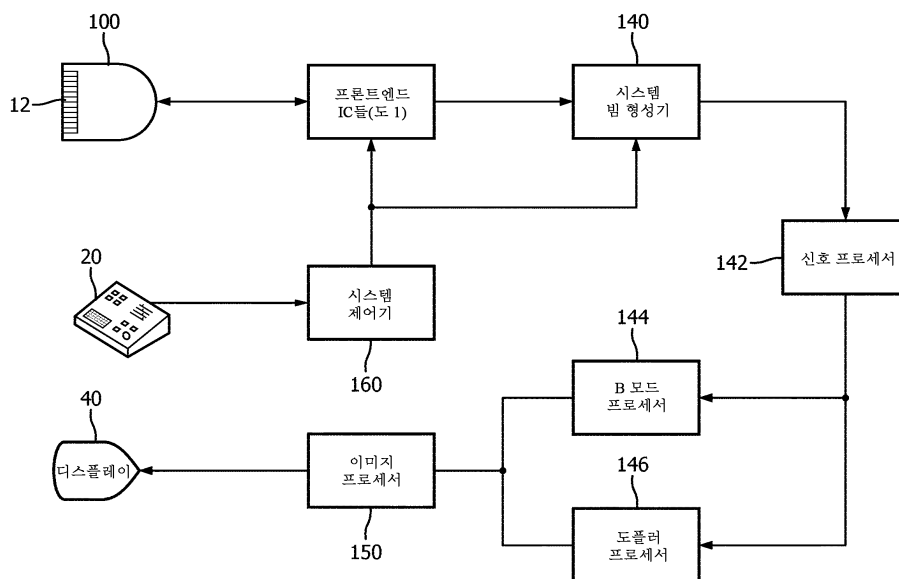 100
12
프론트엔드
IC들(도 1)
140
시스템
빔 형성기
142
신호 프로세서
20
시스템
제어기
160
144
B 모드
프로세서
40
디스플레이
이미지
프로세서
150
146
도플러
프로세서